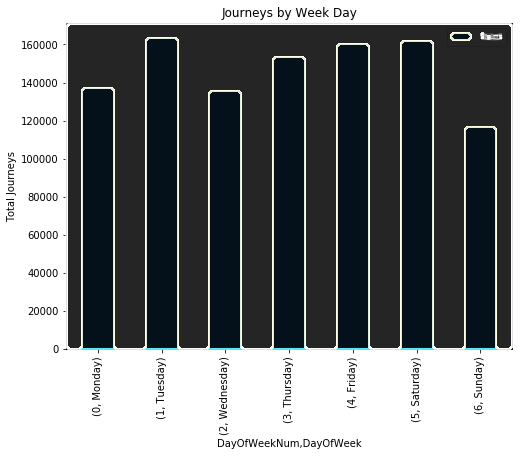 Journeys by Week Day
160000
140000
120000
100000
80000
60000
40000
20000
0
Total Journeys
(0, Monday)
(1, Tuesday)
(2, Wednesday)
(3, Thursday)
(4, Friday)
(5, Saturday)
(6, Sunday)
DayOfWeekNum,DayOfWeek